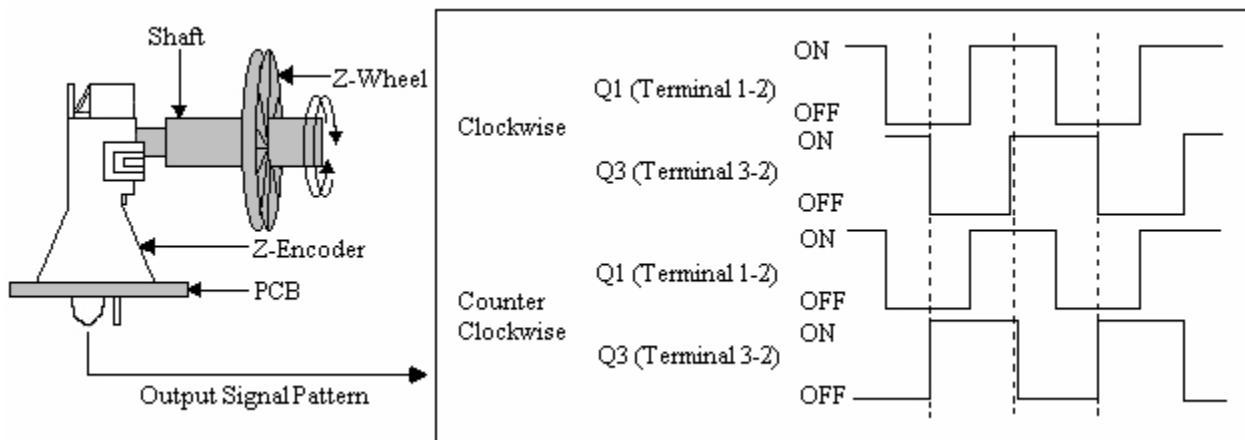 Shaft
Z-Wheel
Z-Encoder
PCB
Output Signal Pattern
Clockwise
Q1 (Terminal 1-2)
ON
OFF
Q3 (Terminal 3-2)
ON
OFF
Counter
Clockwise
Q1 (Terminal 1-2)
ON
OFF
Q3 (Terminal 3-2)
ON
OFF